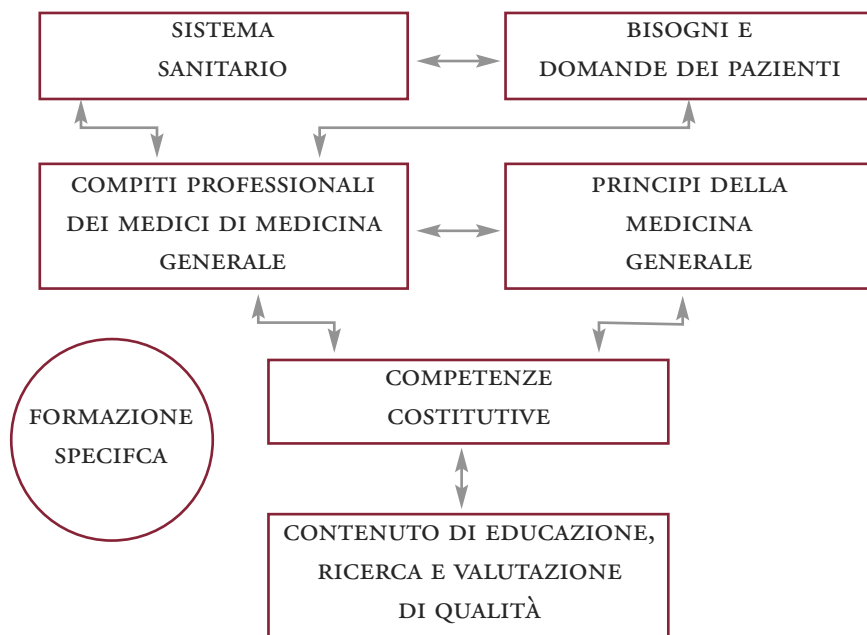 SISTEMA
SANITARIO
BISOGNI E
DOMANDE DEI PAZIENTI
COMPITI PROFESSIONALI
DEI MEDICI DI MEDICINA
GENERALE
PRINCIPI DELLA
MEDICINA
GENERALE
COMPETENZE
COSTITUTIVE
FORMAZIONE
SPECIFCA
CONTENUTO DI EDUCAZIONE,
RICERCA E VALUTAZIONE
DI QUALITÀ